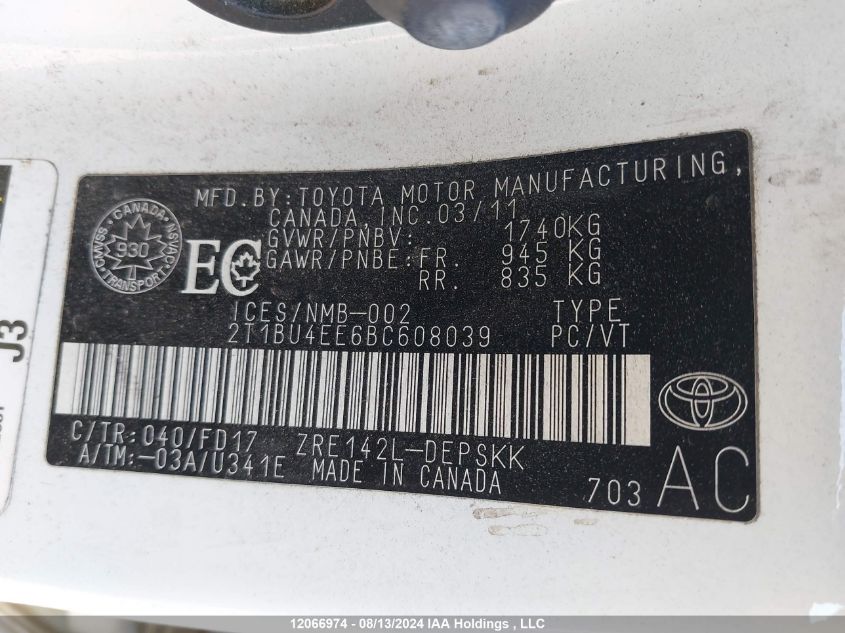 MFD.BY:TOYOTA MOTOR MANUFACTURING,
CANADA, INC.03/11
GVWR/PNBV: 1740KG
GAWR/PNBE:FR. 945 KG
RR. 835 KG
CANADA
930
TRANSPORT
NSVAC
SSMVAC
EC
ICES/NMB-002 TYPE
2T1BU4EE6BC608039 PC/VT
C/TR:040/FD17 ZRE142L-DEPSKK
A/TM:-03A/U341E MADE IN CANADA
703 AC
J3
12066974 - 08/13/2024 IAA Holdings , LLC